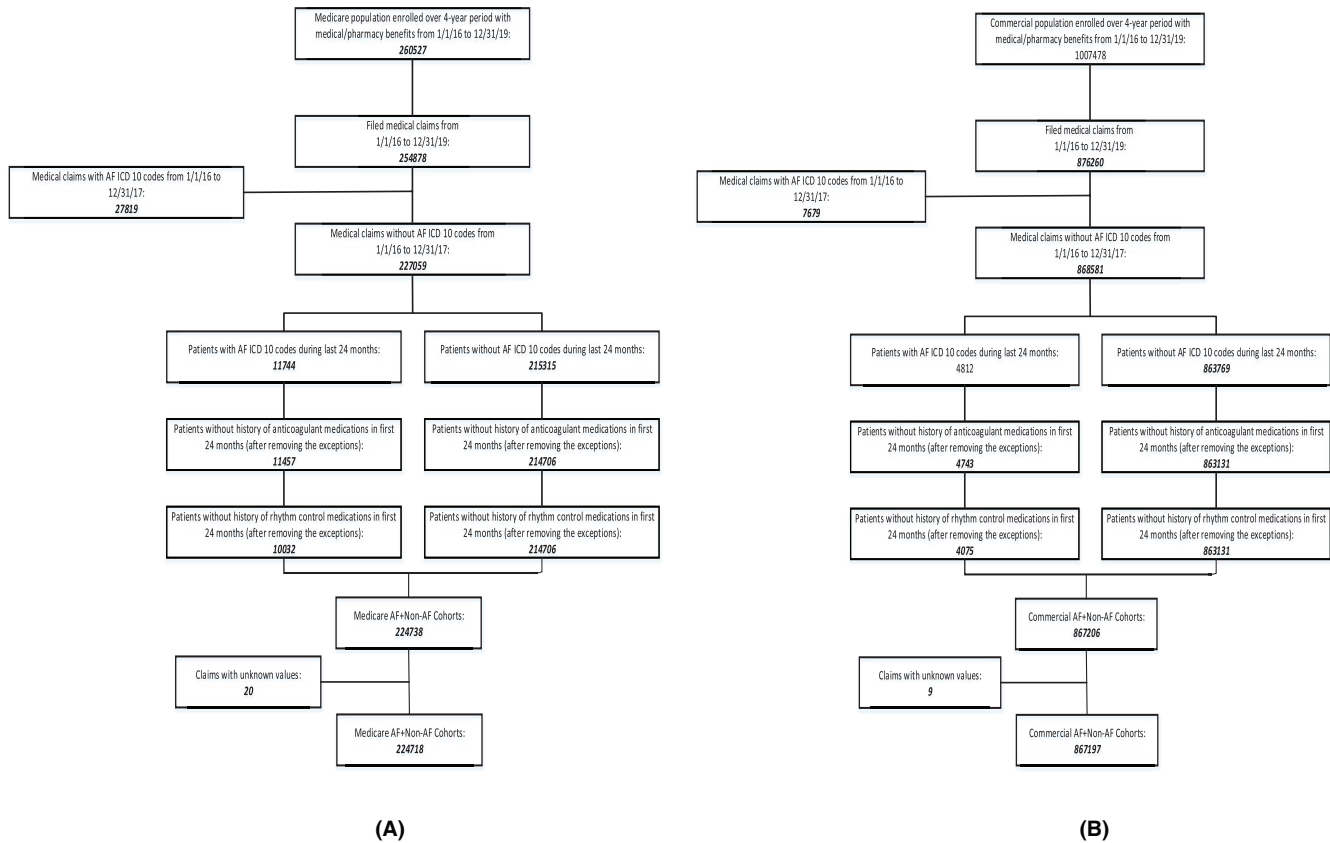 Medicare population enrolled over 4-year period with
medical/pharmacy benefits from 1/1/16 to 12/31/19:
260527
Filed medical claims from
1/1/16 to 12/31/19:
254878
Medical claims with AF ICD 10 codes from 1/1/16 to
12/31/17:
27819
Medical claims without AF ICD 10 codes from
1/1/16 to 12/31/17:
227059
Patients with AF ICD 10 codes during last 24 months:
11744
Patients without AF ICD 10 codes during last 24 months:
215315
Patients without history of anticoagulant medications in first
24 months (after removing the exceptions):
11457
Patients without history of anticoagulant medications in first
24 months (after removing the exceptions):
214706
Patients without history of rhythm control medications in first
24 months (after removing the exceptions):
10032
Patients without history of rhythm control medications in first
24 months (after removing the exceptions):
214706
Medicare AF+Non-AF Cohorts:
224738
Claims with unknown values:
20
Medicare AF+Non-AF Cohorts:
224718
(A)
Commercial population enrolled over 4-year period with
medical/pharmacy benefits from 1/1/16 to 12/31/19:
1007478
Filed medical claims from
1/1/16 to 12/31/19:
876260
Medical claims with AF ICD 10 codes from 1/1/16 to
12/31/17:
7679
Medical claims without AF ICD 10 codes from
1/1/16 to 12/31/17:
868581
Patients with AF ICD 10 codes during last 24 months:
4812
Patients without AF ICD 10 codes during last 24 months:
863769
Patients without history of anticoagulant medications in first
24 months (after removing the exceptions):
4743
Patients without history of anticoagulant medications in first
24 months (after removing the exceptions):
863131
Patients without history of rhythm control medications in first
24 months (after removing the exceptions):
4075
Patients without history of rhythm control medications in first
24 months (after removing the exceptions):
863131
Commercial AF+Non-AF Cohorts:
867206
Claims with unknown values:
9
Commercial AF+Non-AF Cohorts:
867197
(B)